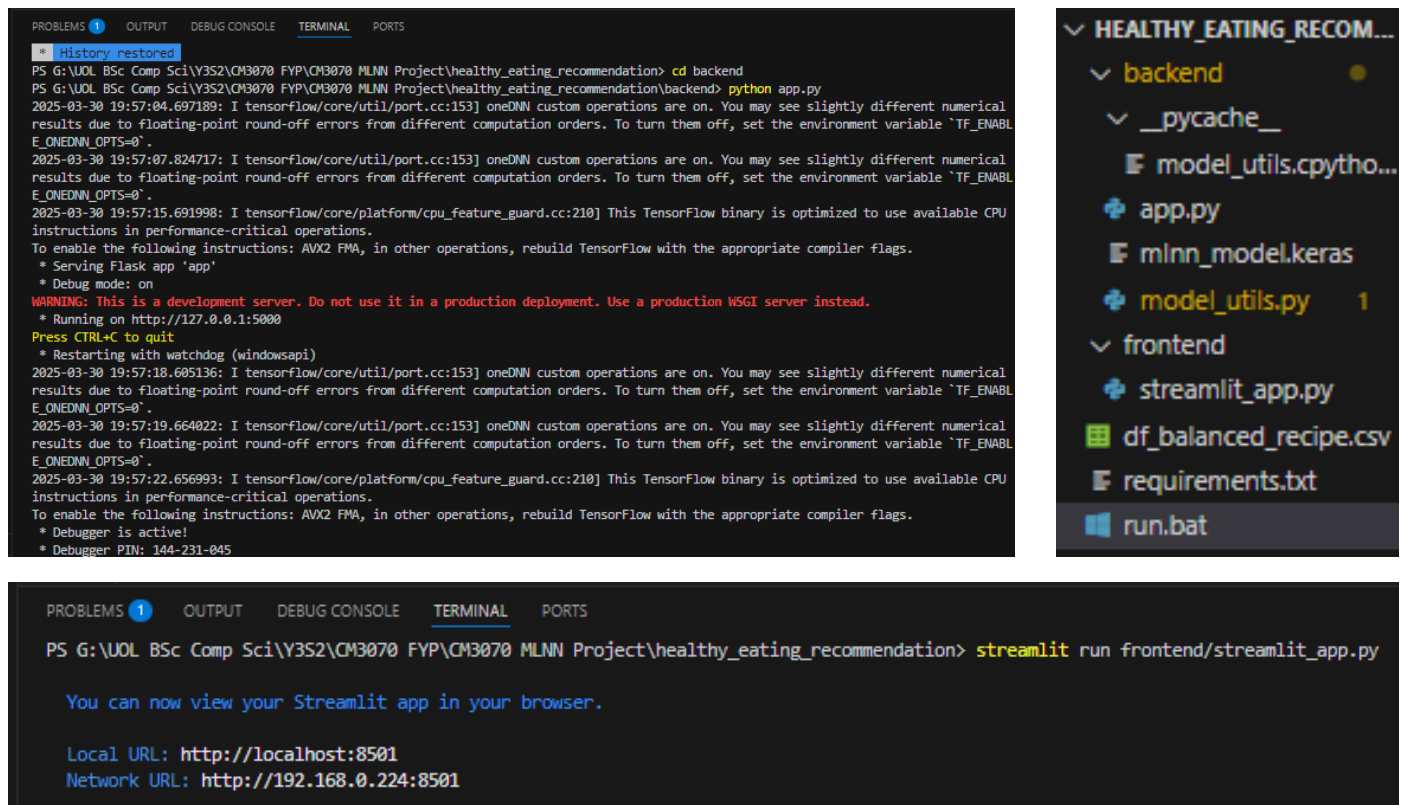 PROBLEMS 1 OUTPUT DEBUG CONSOLE TERMINAL PORTS
* History restored
PS G:\UOL BSc Comp Sci\Y3S2\CM3070 FYP\CM3070 MLNN Project\healthy_eating_recommendation> cd backend
PS G:\UOL BSc Comp Sci\Y3S2\CM3070 FYP\CM3070 MLNN Project\healthy_eating_recommendation\backend> python app.py
2025-03-30 19:57:04.697189: I tensorflow/core/util/port.cc:153] oneDNN custom operations are on. You may see slightly different numerical
results due to floating-point round-off errors from different computation orders. To turn them off, set the environment variable `TF_ENABL
E_ONEDNN_OPTS=0`.
2025-03-30 19:57:07.824717: I tensorflow/core/util/port.cc:153] oneDNN custom operations are on. You may see slightly different numerical
results due to floating-point round-off errors from different computation orders. To turn them off, set the environment variable `TF_ENABL
E_ONEDNN_OPTS=0`.
2025-03-30 19:57:15.691998: I tensorflow/core/platform/cpu_feature_guard.cc:210] This TensorFlow binary is optimized to use available CPU
instructions in performance-critical operations.
To enable the following instructions: AVX2 FMA, in other operations, rebuild TensorFlow with the appropriate compiler flags.
* Serving Flask app 'app'
* Debug mode: on
WARNING: This is a development server. Do not use it in a production deployment. Use a production WSGI server instead.
* Running on http://127.0.0.1:5000
Press CTRL+C to quit
* Restarting with watchdog (windowsapi)
2025-03-30 19:57:18.605136: I tensorflow/core/util/port.cc:153] oneDNN custom operations are on. You may see slightly different numerical
results due to floating-point round-off errors from different computation orders. To turn them off, set the environment variable `TF_ENABL
E_ONEDNN_OPTS=0`.
2025-03-30 19:57:19.664022: I tensorflow/core/util/port.cc:153] oneDNN custom operations are on. You may see slightly different numerical
results due to floating-point round-off errors from different computation orders. To turn them off, set the environment variable `TF_ENABL
E_ONEDNN_OPTS=0`.
2025-03-30 19:57:22.656993: I tensorflow/core/platform/cpu_feature_guard.cc:210] This TensorFlow binary is optimized to use available CPU
instructions in performance-critical operations.
To enable the following instructions: AVX2 FMA, in other operations, rebuild TensorFlow with the appropriate compiler flags.
* Debugger is active!
* Debugger PIN: 144-231-045
HEALTHY_EATING_RECOM...
backend
__pycache__
model_utils.cpytho...
app.py
mlnn_model.keras
model_utils.py 1
frontend
streamlit_app.py
df_balanced_recipe.csv
requirements.txt
run.bat
PROBLEMS 1 OUTPUT DEBUG CONSOLE TERMINAL PORTS
PS G:\UOL BSc Comp Sci\Y3S2\CM3070 FYP\CM3070 MLNN Project\healthy_eating_recommendation> streamlit run frontend/streamlit_app.py
You can now view your Streamlit app in your browser.
Local URL: http://localhost:8501
Network URL: http://192.168.0.224:8501